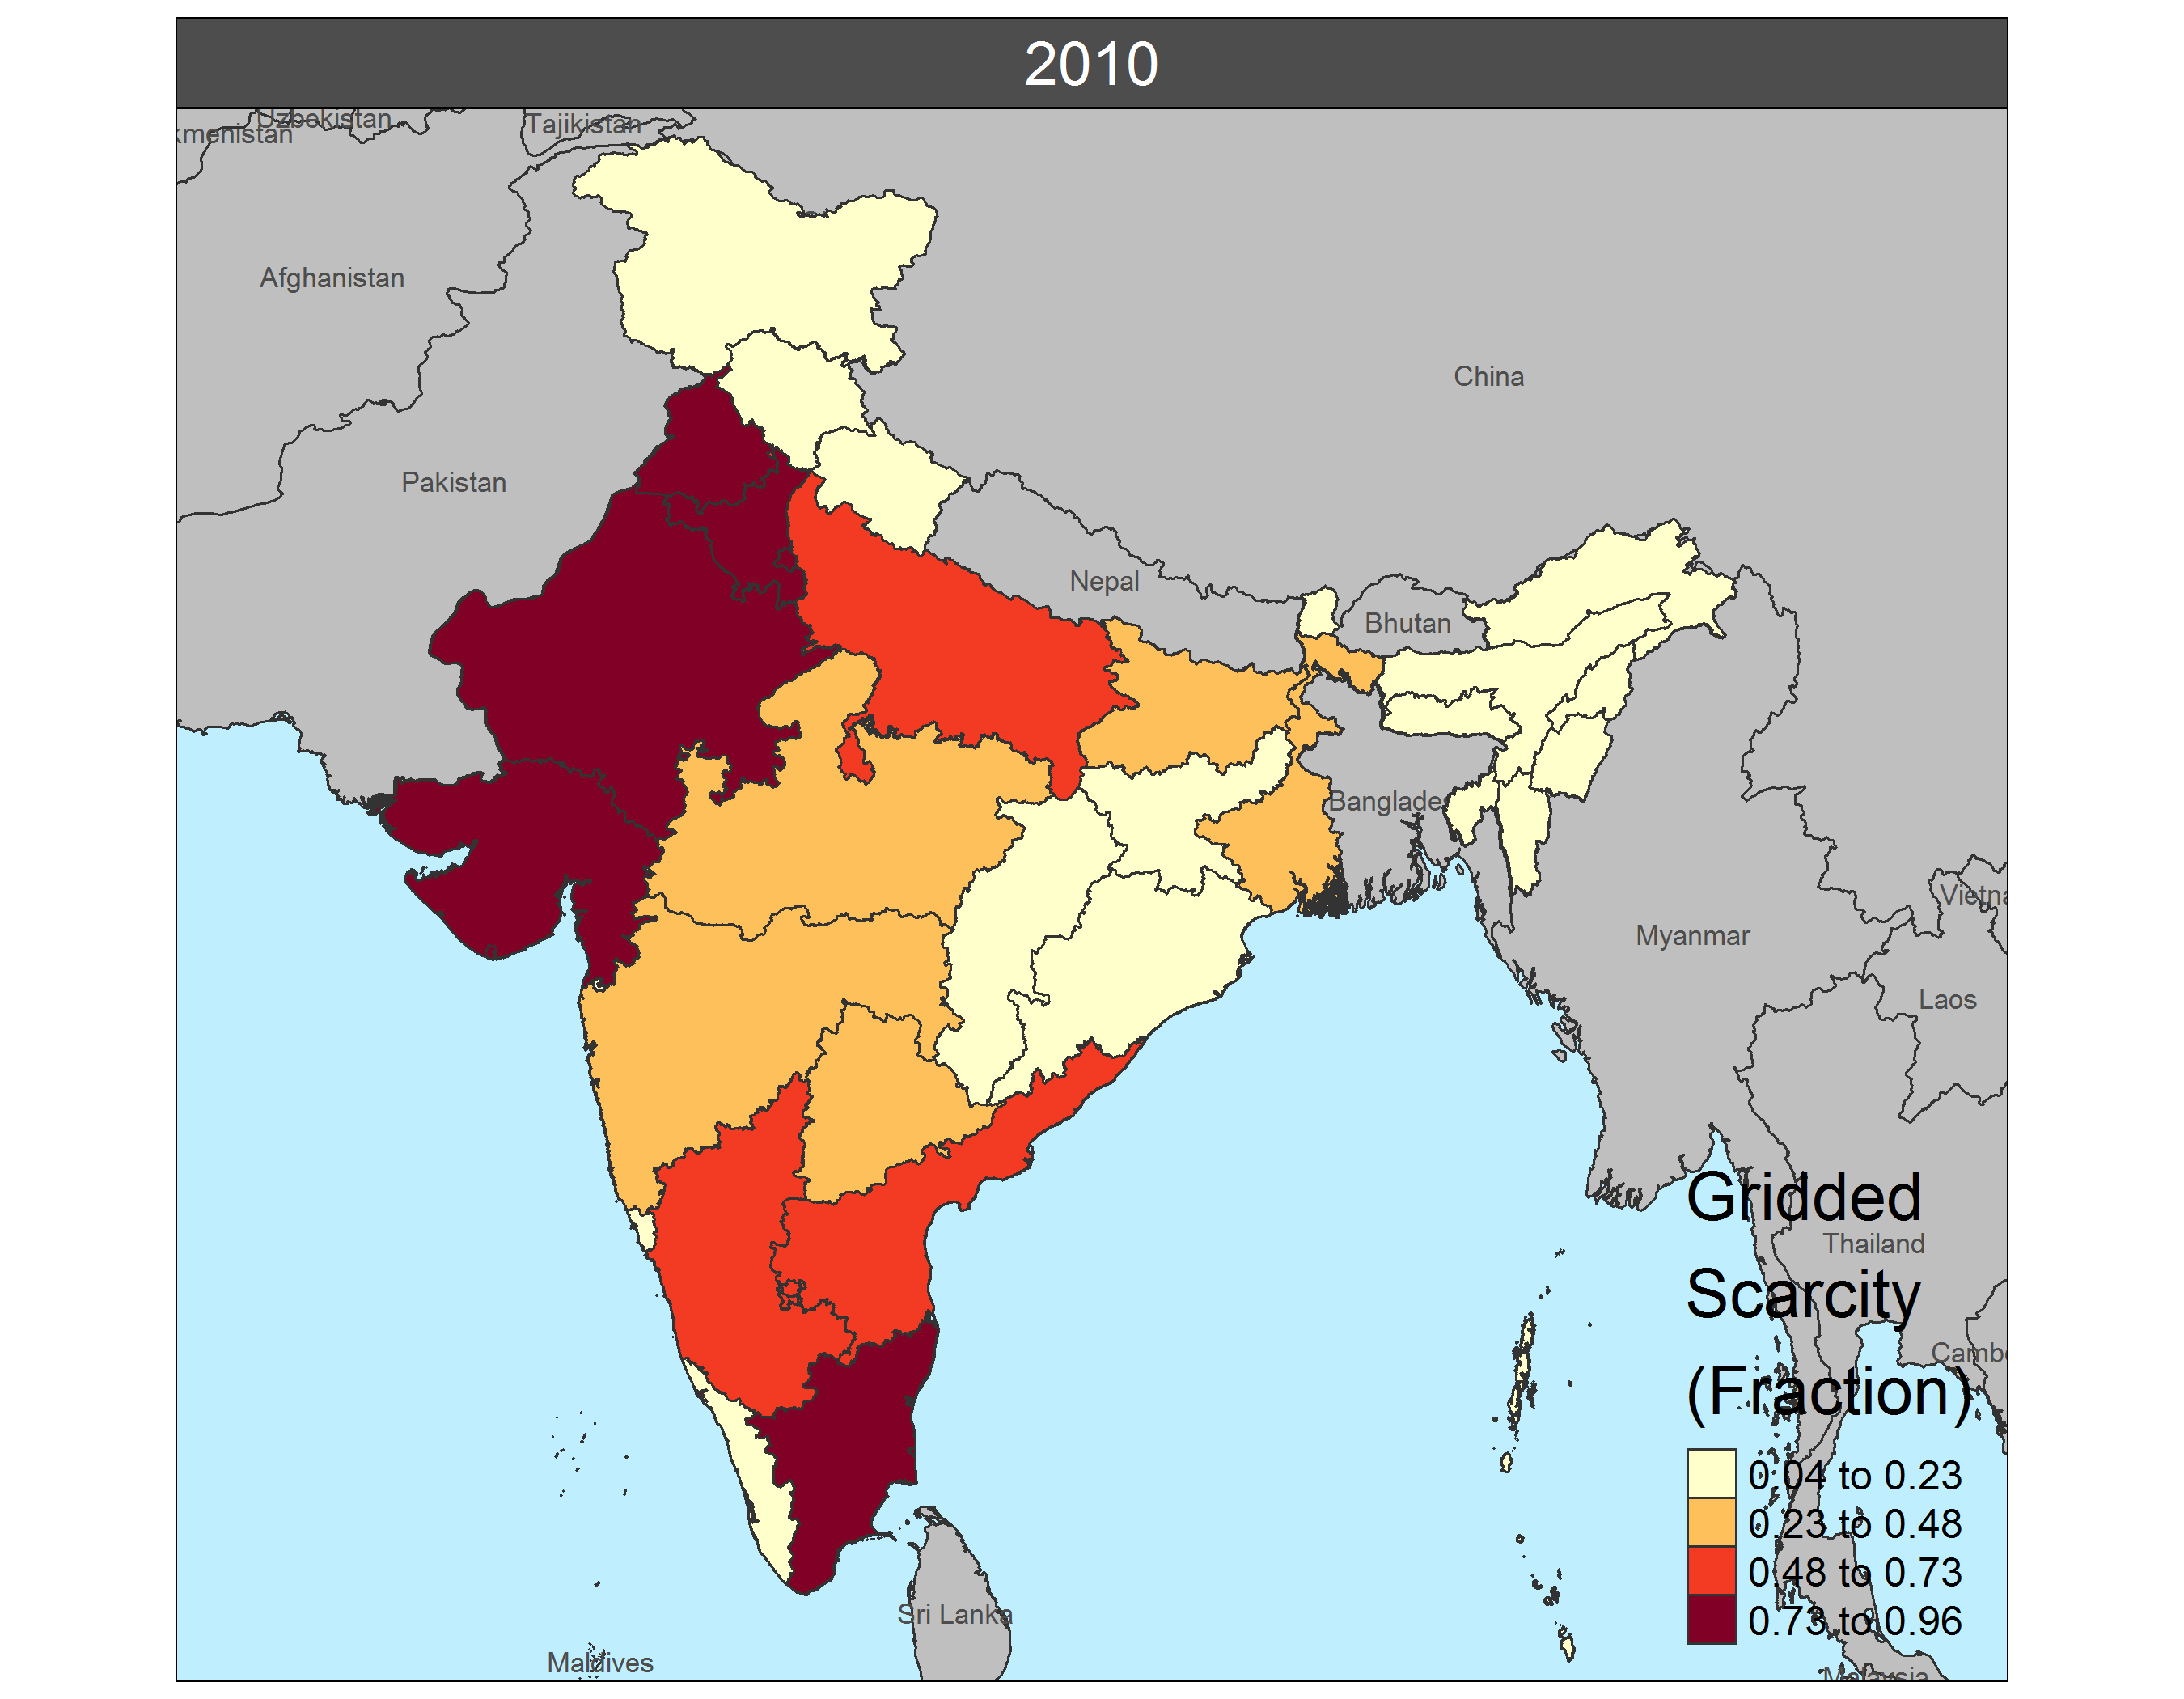 2010
Uzbekistan
kmenistan
Tajikistan
Afghanistan
China
Pakistan
Nepal
Bhutan
Banglades
Vietna
Myanmar
Laos
Gridded
Thailand
Scarcity
Cambo
(Fraction)
0.04 to 0.23
0.23 to 0.48
0.48 to 0.73
0.73 to 0.96
Sri Lanka
Maldives
Malaysia